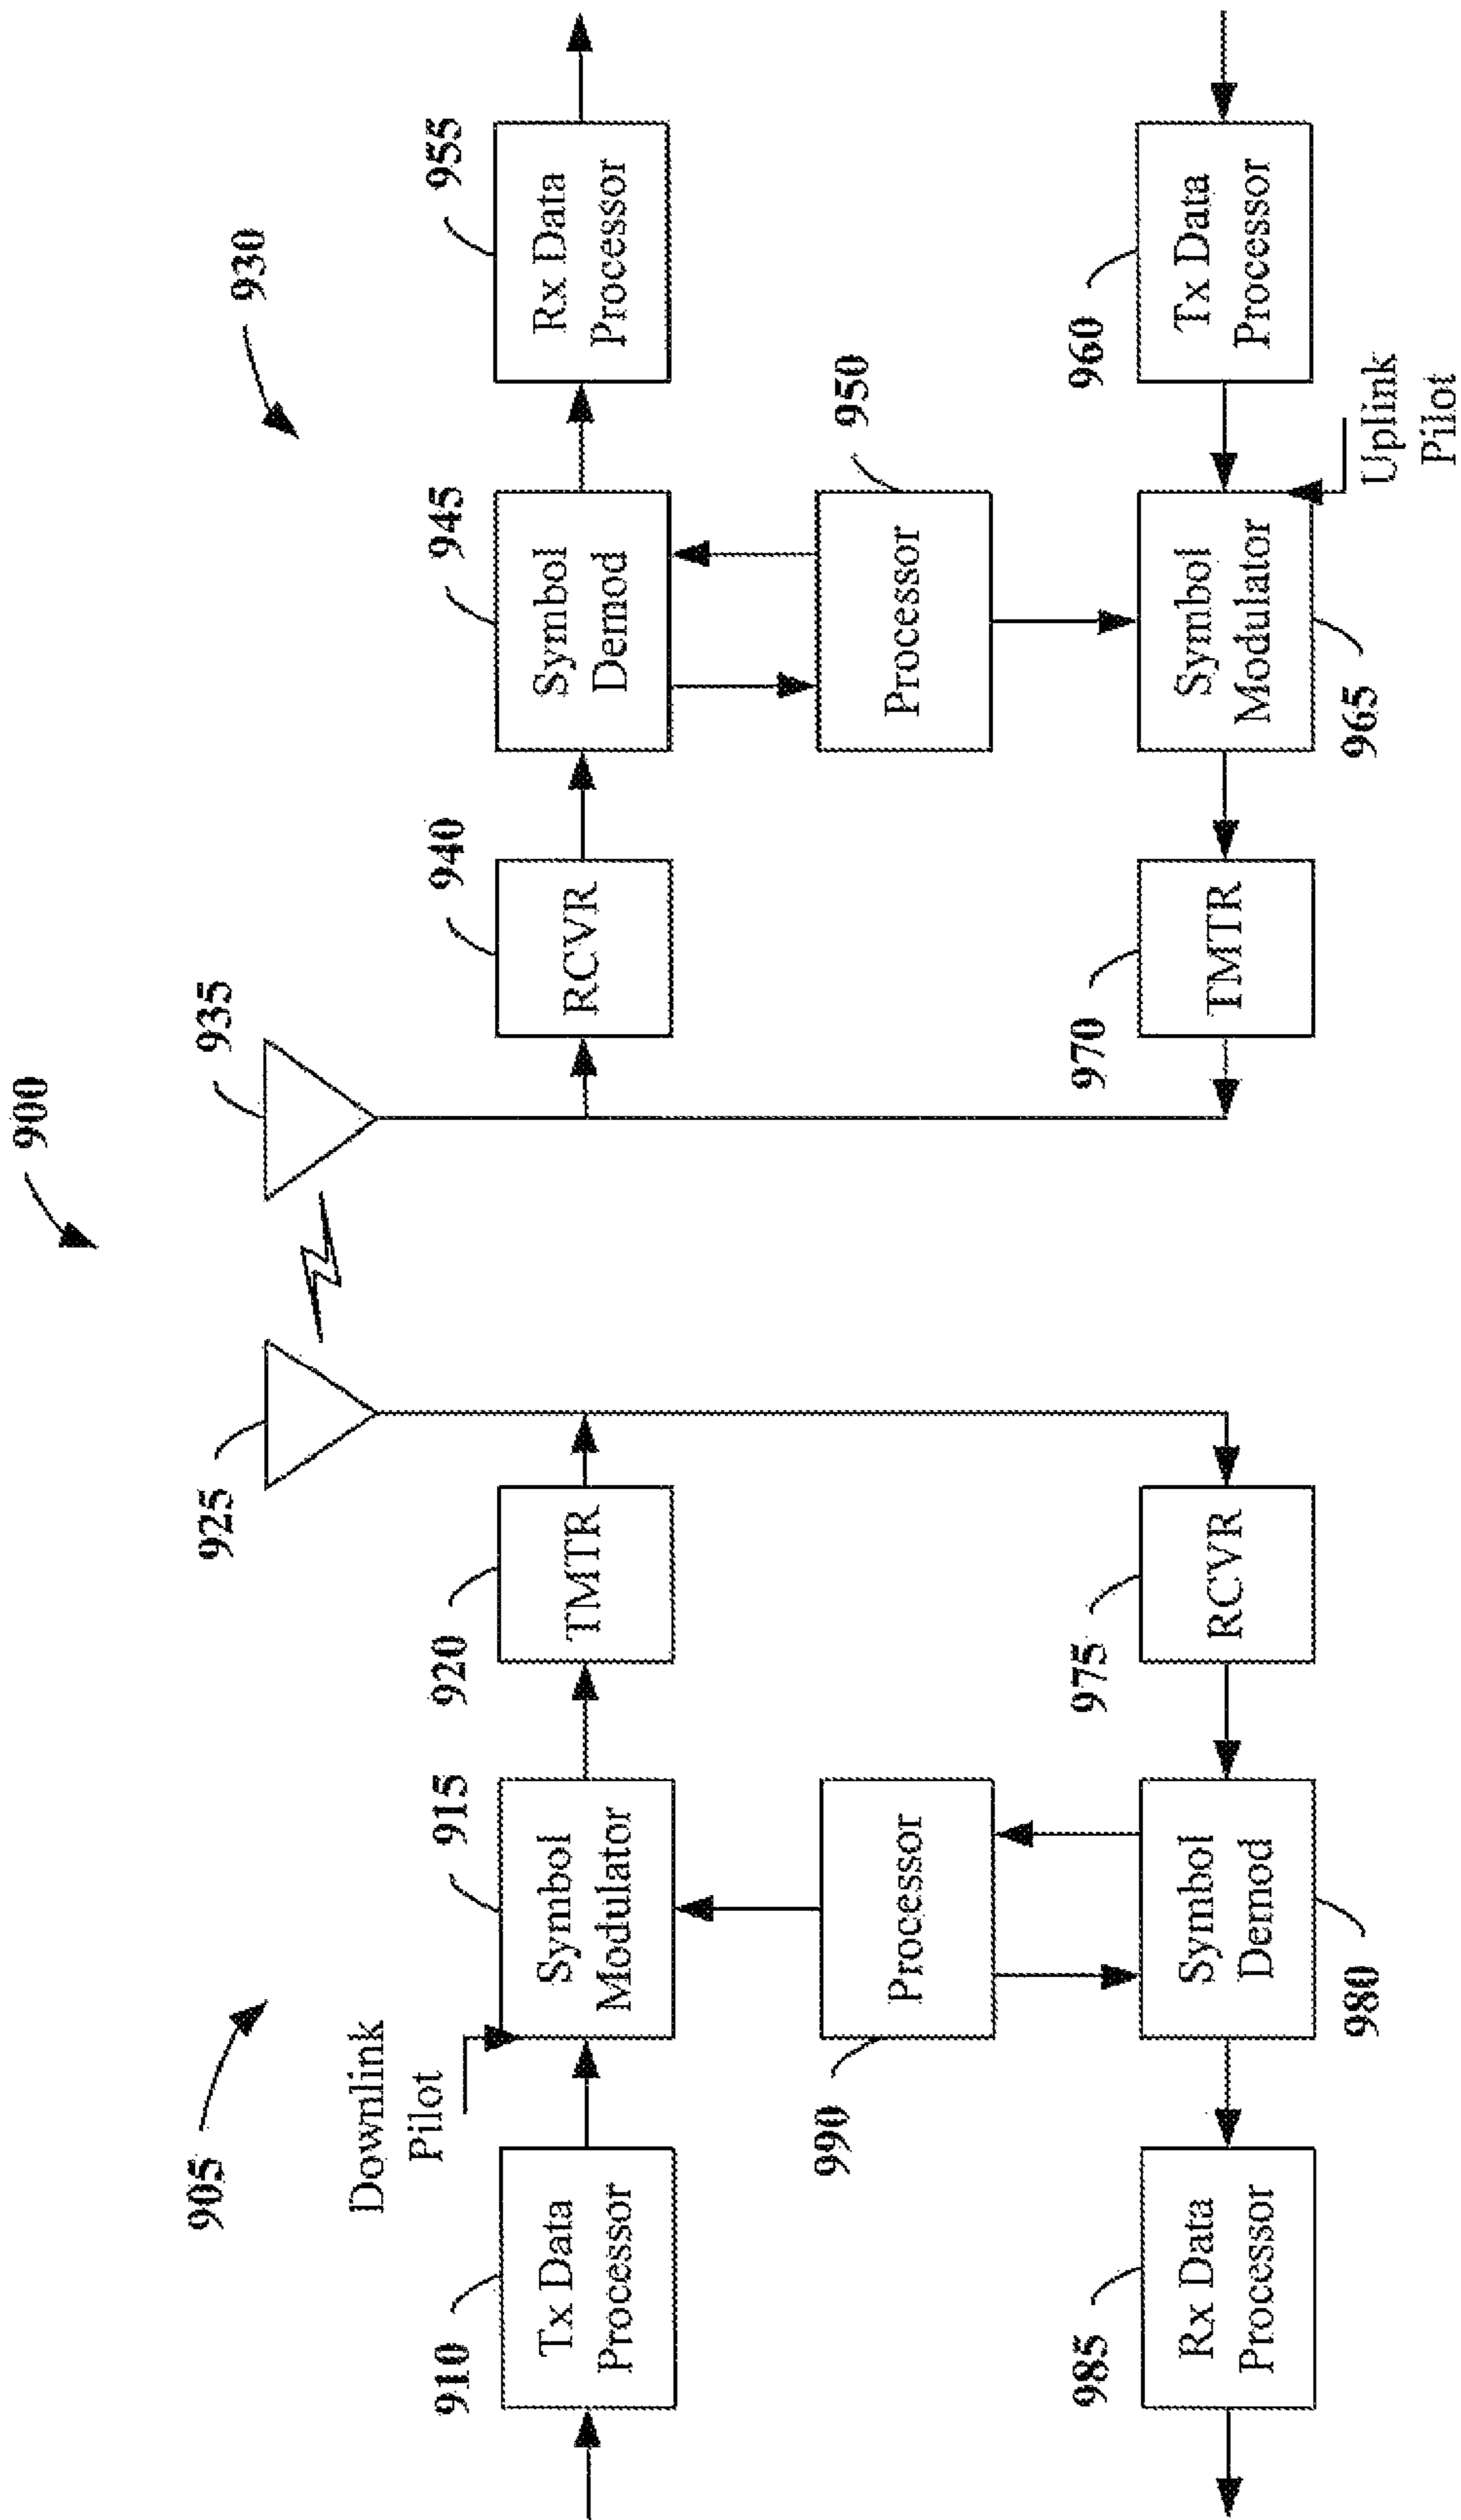 900
905
930
925
935
Downlink
Pilot
910
Tx Data
Processor
915
Symbol
Modulator
920
TMTR
940
RCVR
945
Symbol
Demod
955
Rx Data
Processor
990
Processor
950
Processor
985
Rx Data
Processor
980
Symbol
Demod
975
RCVR
970
TMTR
965
Symbol
Modulator
960
Tx Data
Processor
Uplink
Pilot